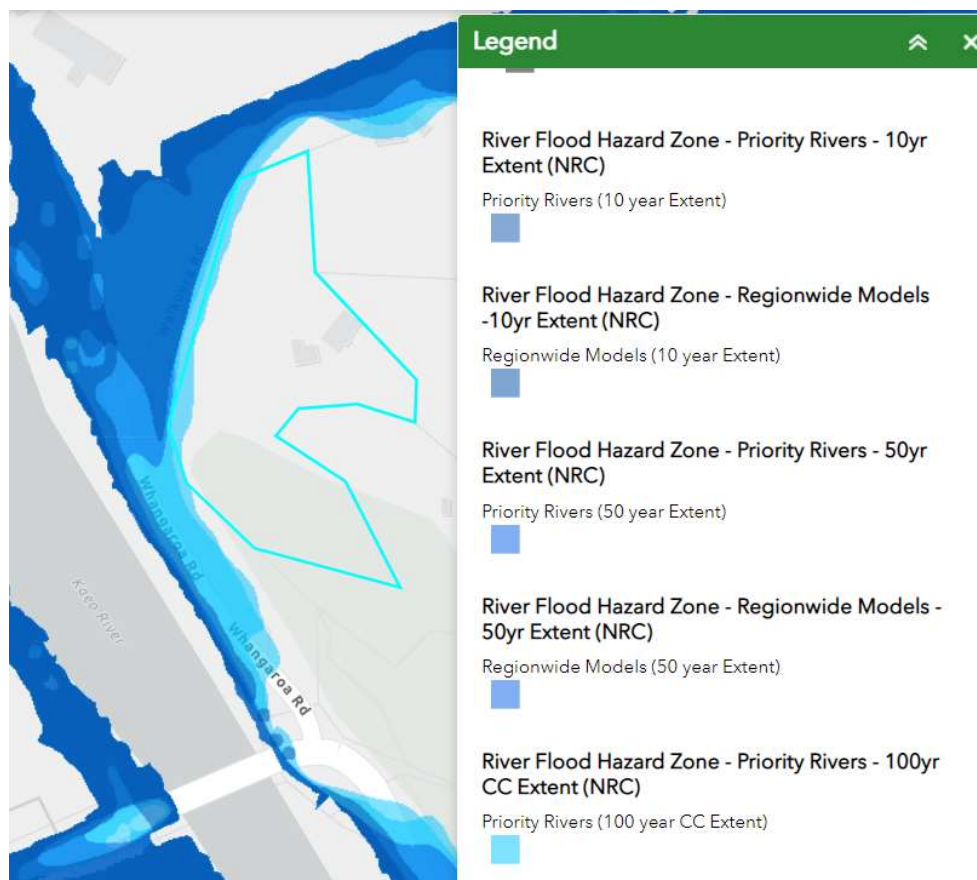 Legend
River Flood Hazard Zone - Priority Rivers - 10yr
Extent (NRC)
Priority Rivers (10 year Extent)
River Flood Hazard Zone - Regionwide Models
-10yr Extent (NRC)
Regionwide Models (10 year Extent)
River Flood Hazard Zone - Priority Rivers - 50yr
Extent (NRC)
Priority Rivers (50 year Extent)
River Flood Hazard Zone - Regionwide Models -
50yr Extent (NRC)
Regionwide Models (50 year Extent)
River Flood Hazard Zone - Priority Rivers - 100yr
CC Extent (NRC)
Priority Rivers (100 year CC Extent)
Whangaroa Rd
Kaeo River
Whangaroa Rd